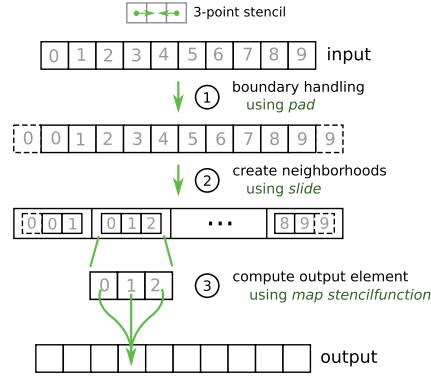 3-point stencil
0 1 2 3 4 5 6 7 8 9 input
1 boundary handling
using pad
0 0 1 2 3 4 5 6 7 8 9 9
2 create neighborhoods
using slide
0 0 1 0 1 2 ... 8 9 9
0 1 2
3 compute output element
using map stencilfunction
output